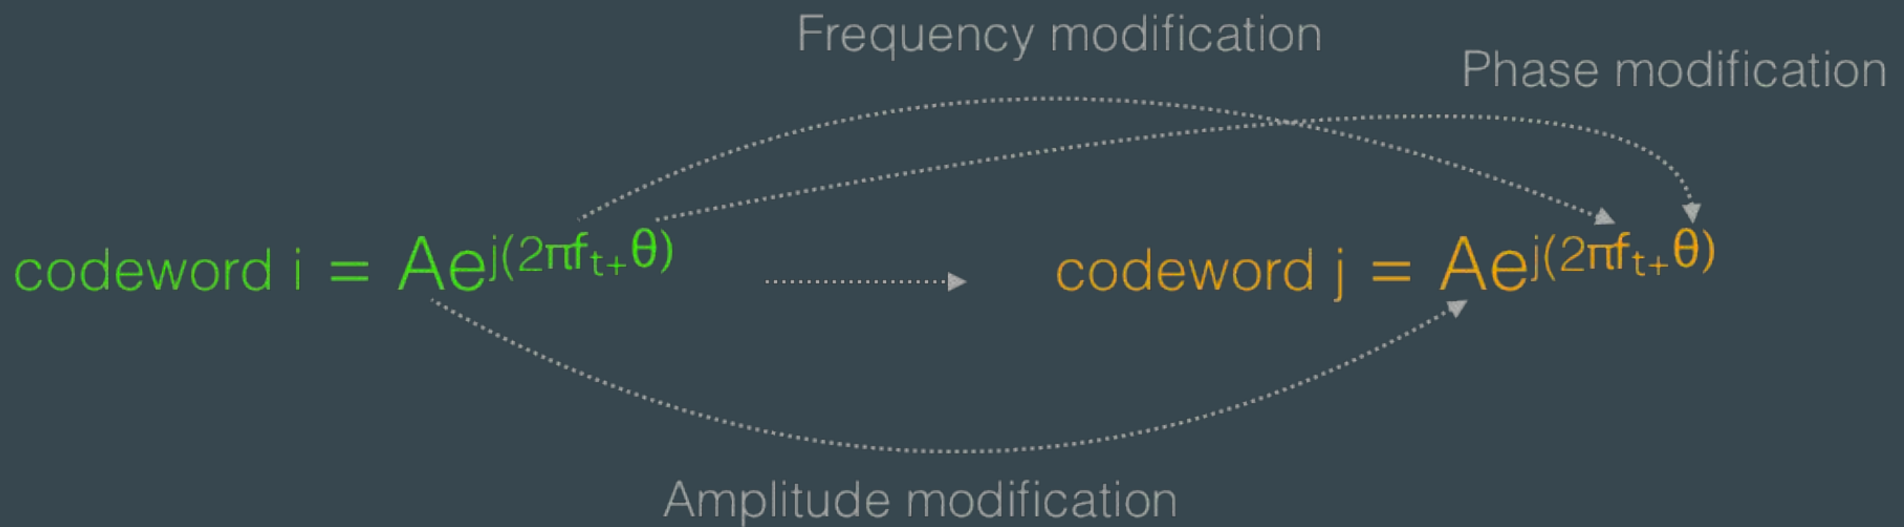 Frequency modification
Phase modification
codeword i = Ae^j(2πf_t+θ)
codeword j = Ae^j(2πf_t+θ)
Amplitude modification